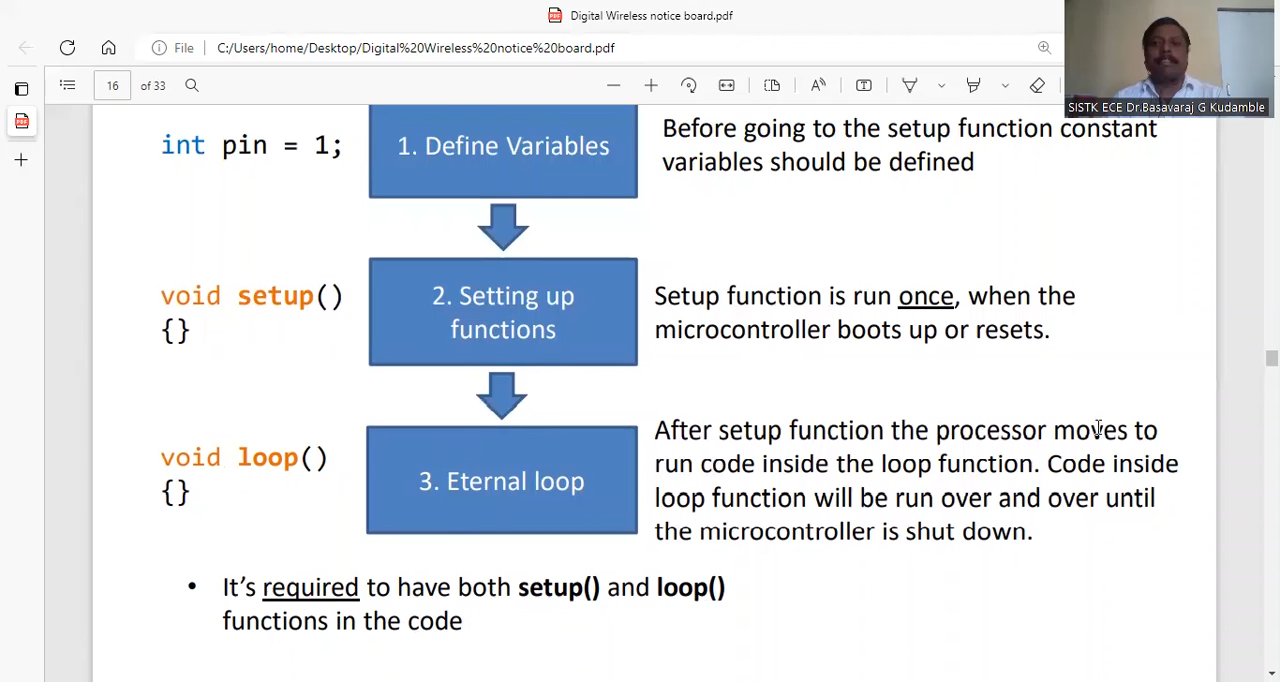 Digital Wireless notice board.pdf
File
C:/Users/home/Desktop/Digital%20Wireless%20notice%20board.pdf
16 of 33
SISTK ECE Dr.Basavaraj G Kudamble
int pin = 1;
1. Define Variables
Before going to the setup function constant
variables should be defined
void setup()
{}
2. Setting up
functions
Setup function is run once, when the
microcontroller boots up or resets.
void loop()
{}
3. Eternal loop
After setup function the processor moves to
run code inside the loop function. Code inside
loop function will be run over and over until
the microcontroller is shut down.
• It’s required to have both setup() and loop()
functions in the code